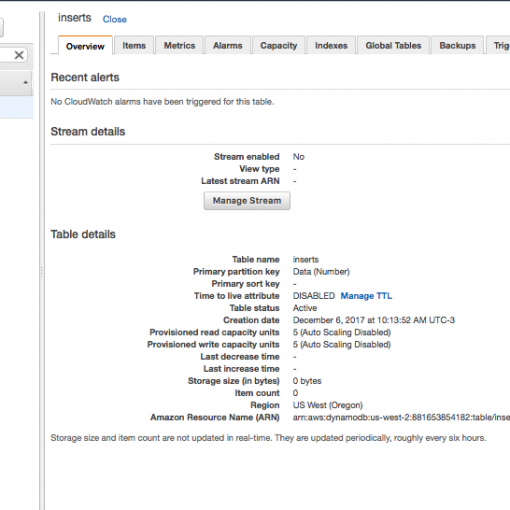 inserts Close
Overview Items Metrics Alarms Capacity Indexes Global Tables Backups Trig
Recent alerts
No CloudWatch alarms have been triggered for this table.
Stream details
Stream enabled No
View type -
Latest stream ARN -
Manage Stream
Table details
Table name inserts
Primary partition key Data (Number)
Primary sort key -
Time to live attribute DISABLED Manage TTL
Table status Active
Creation date December 6, 2017 at 10:13:52 AM UTC-3
Provisioned read capacity units 5 (Auto Scaling Disabled)
Provisioned write capacity units 5 (Auto Scaling Disabled)
Last decrease time -
Last increase time -
Storage size (in bytes) 0 bytes
Item count 0
Region US West (Oregon)
Amazon Resource Name (ARN) arn:aws:dynamodb:us-west-2:881653854182:table/inse
Storage size and item count are not updated in real-time. They are updated periodically, roughly every six hours.